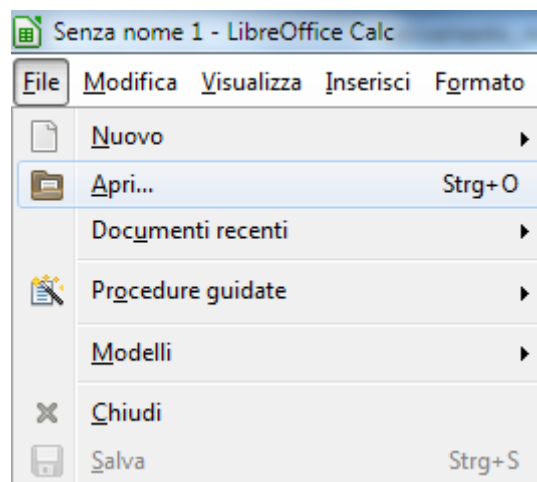 Senza nome 1 - LibreOffice Calc
File Modifica Visualizza Inserisci Formato
Nuovo
Apri... Strg+O
Documenti recenti
Procedure guidate
Modelli
Chiudi
Salva Strg+S